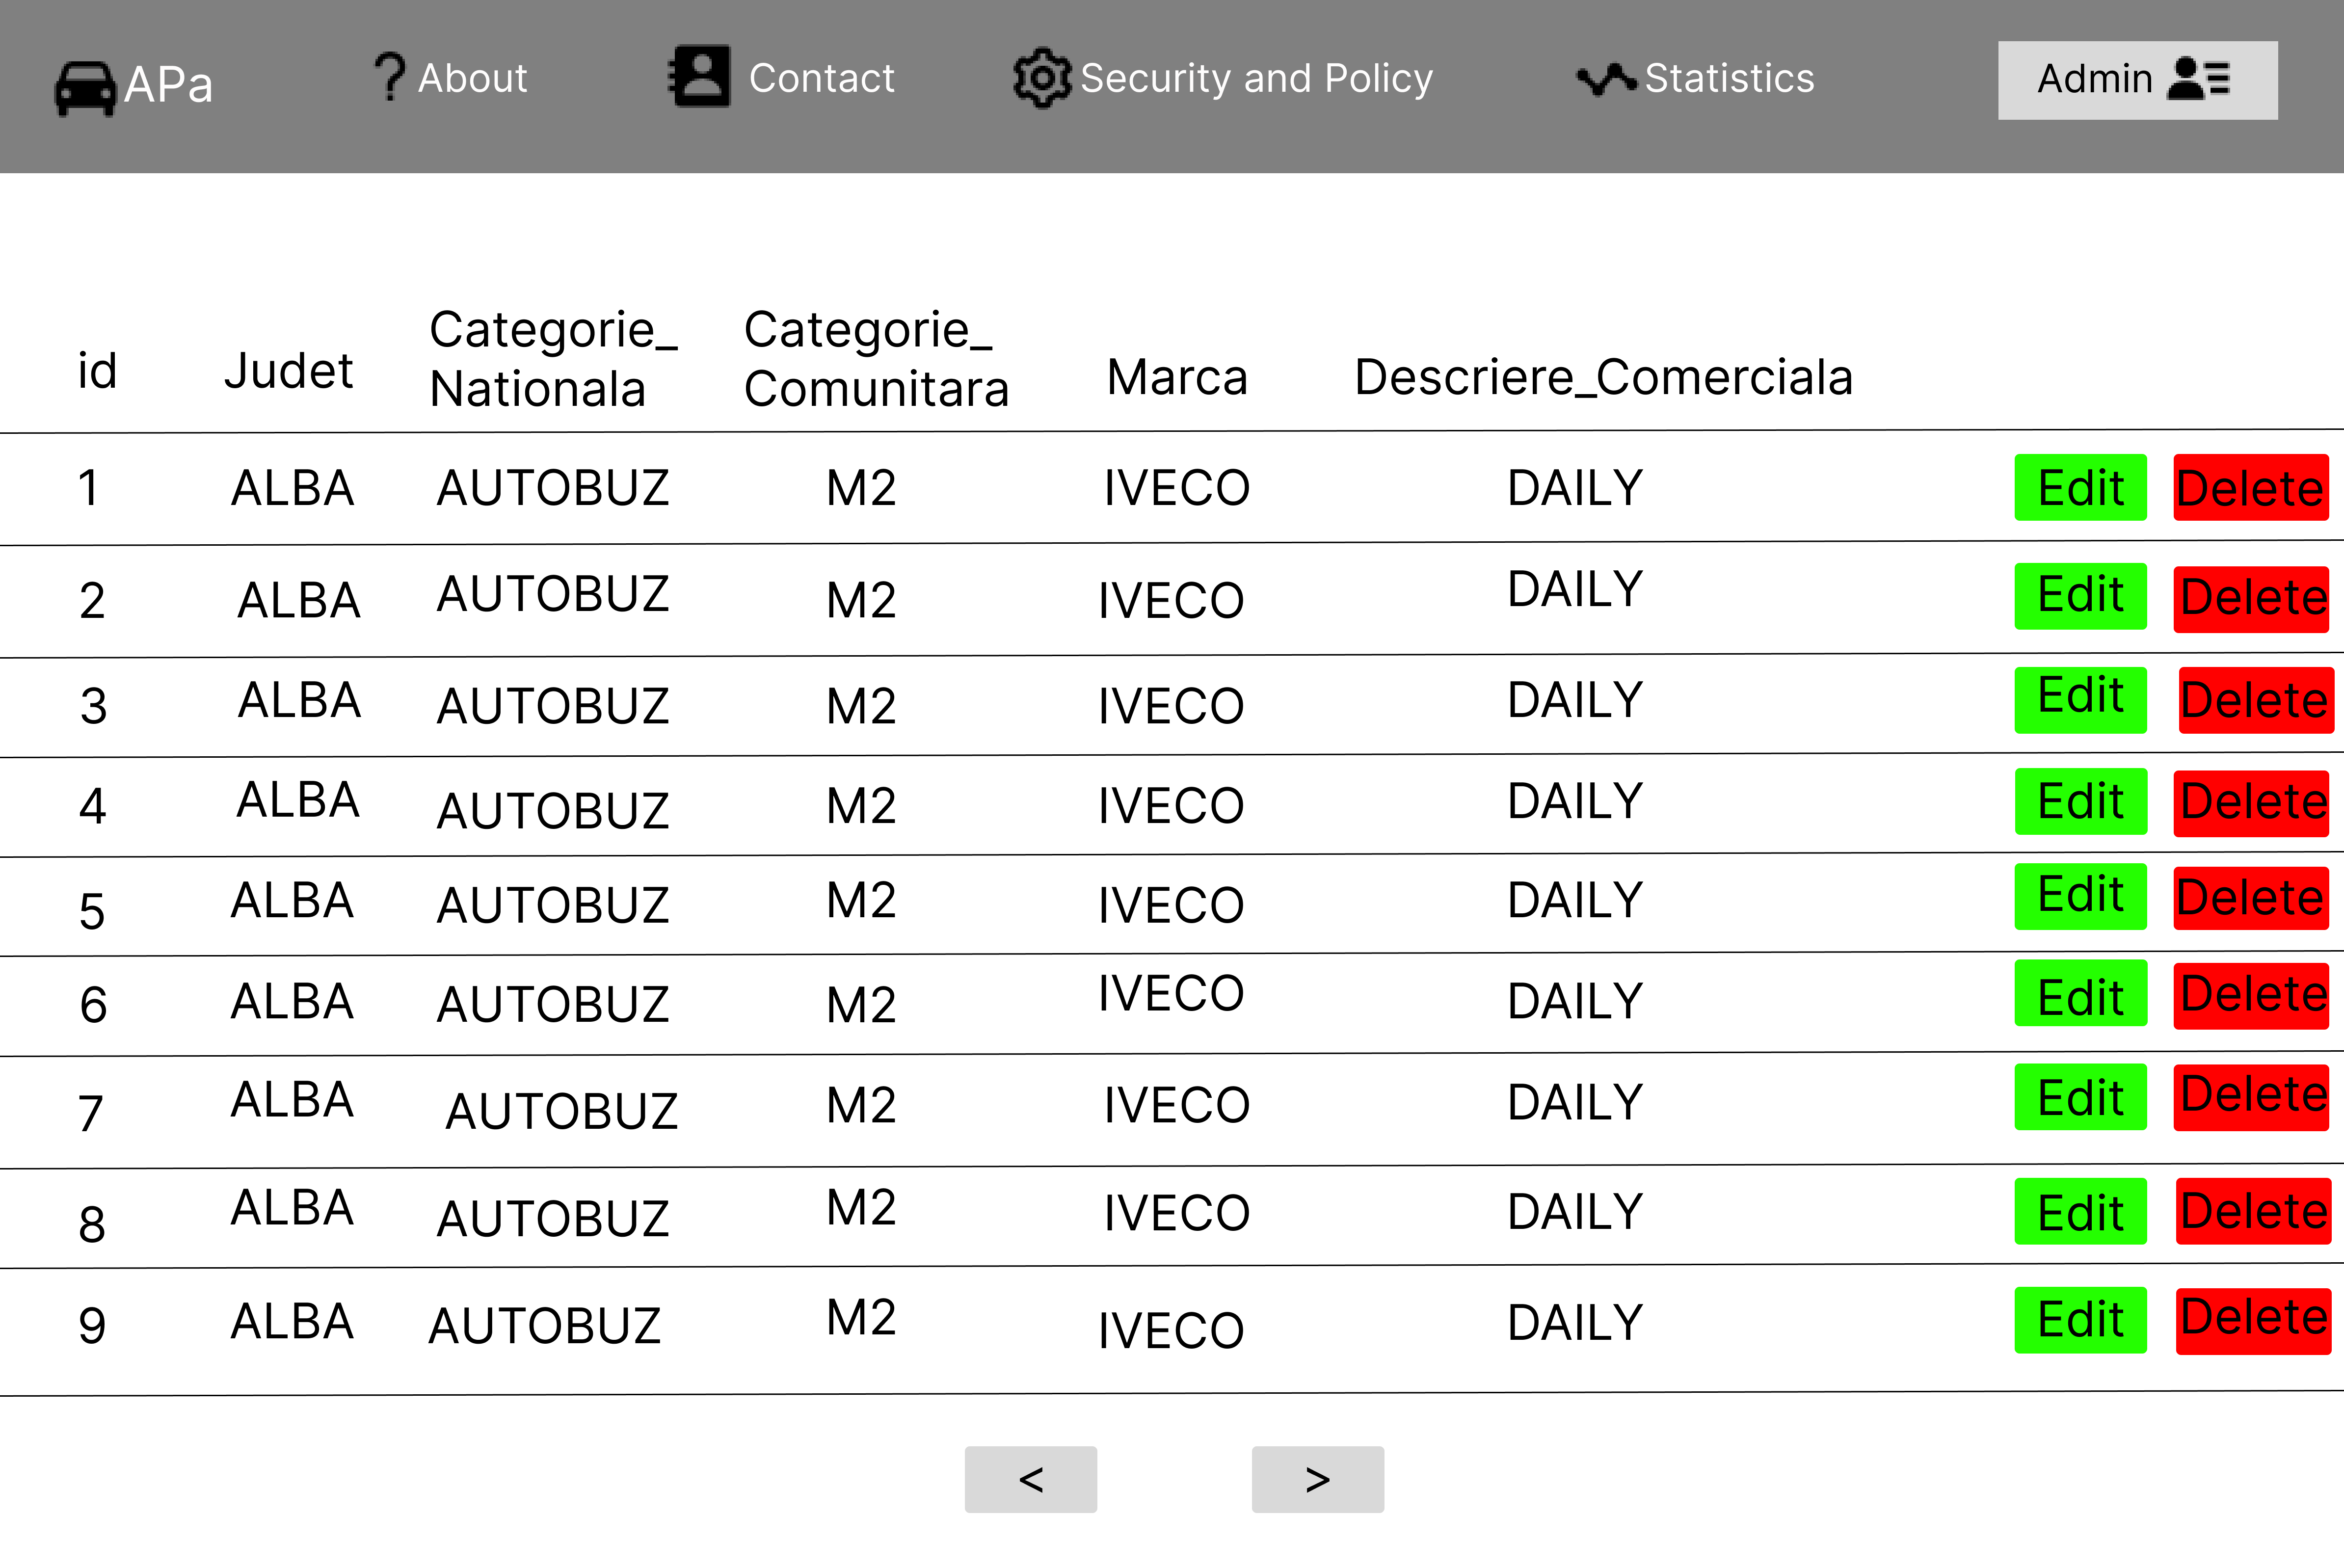 APa ? About Contact Security and Policy Statistics Admin
id Judet Categorie_ Categorie_ Marca Descriere_Comerciala
Nationala Comunitara
1 ALBA AUTOBUZ M2 IVECO DAILY Edit Delete
2 ALBA AUTOBUZ M2 IVECO DAILY Edit Delete
3 ALBA AUTOBUZ M2 IVECO DAILY Edit Delete
4 ALBA AUTOBUZ M2 IVECO DAILY Edit Delete
5 ALBA AUTOBUZ M2 IVECO DAILY Edit Delete
6 ALBA AUTOBUZ M2 IVECO DAILY Edit Delete
7 ALBA AUTOBUZ M2 IVECO DAILY Edit Delete
8 ALBA AUTOBUZ M2 IVECO DAILY Edit Delete
9 ALBA AUTOBUZ M2 IVECO DAILY Edit Delete
< >